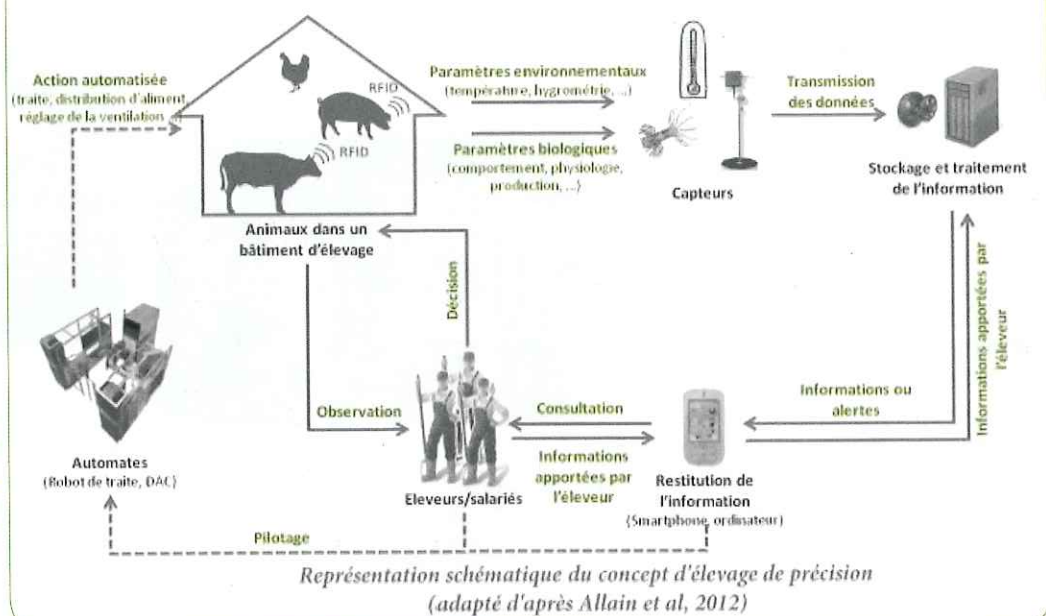 Action automatisée
(traite, distribution d'aliment,
réglage de la ventilation
RFID
RFID
Animaux dans un
bâtiment d'élevage
Paramètres environnementaux
(température, hygrométrie, ...)
Paramètres biologiques
(comportement, physiologie,
production, ...)
Capteurs
Transmission
des données
Stockage et traitement
de l'information
Décision
Observation
Eleveurs/salariés
Consultation
Informations
apportées par
l'éleveur
Restitution de
l'information
(Smartphone, ordinateur)
Informations ou
alertes
Informations apportées par
l'éleveur
Automates
(Robot de traite, DAC)
Pilotage
Représentation schématique du concept d'élevage de précision
(adapté d'après Allain et al, 2012)